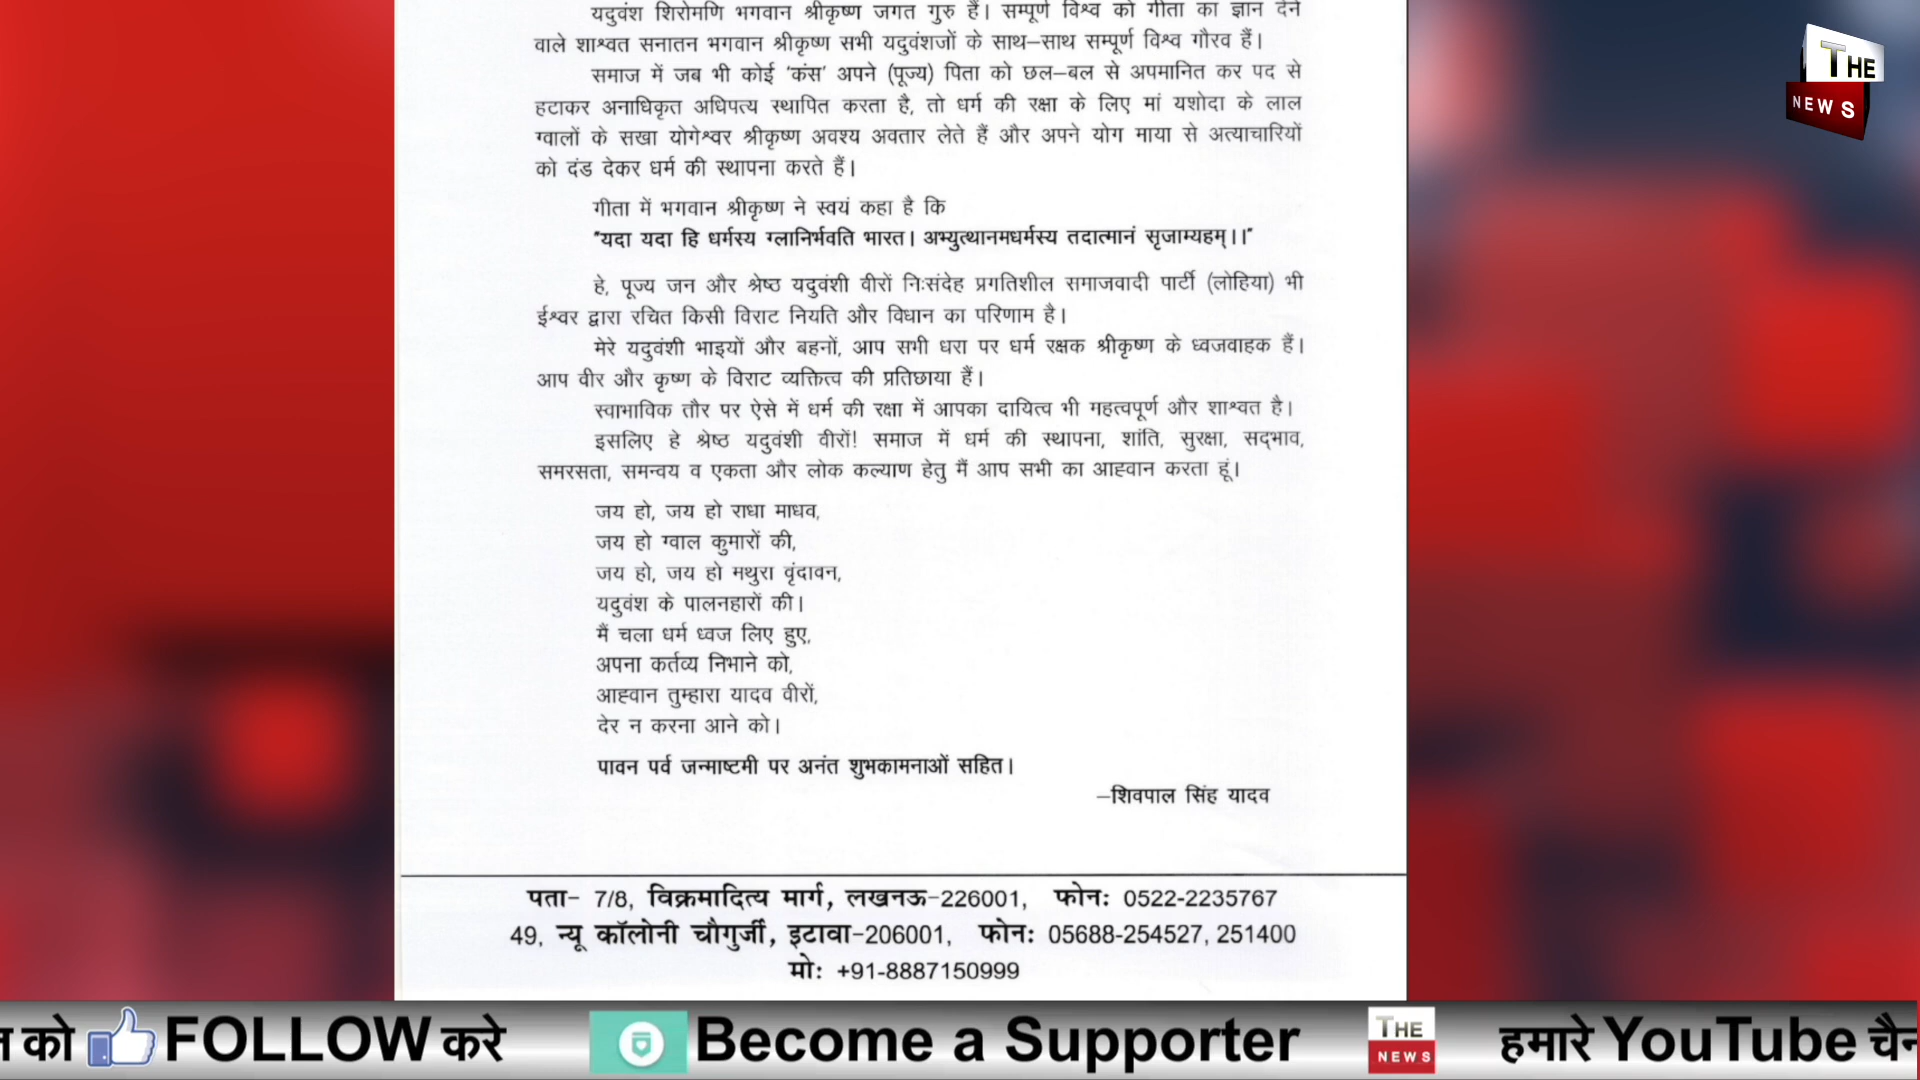 यदुवंश शिरोमणि भगवान श्रीकृष्ण जगत गुरु हैं। सम्पूर्ण विश्व को गीता का ज्ञान देने
वाले शाश्वत सनातन भगवान श्रीकृष्ण सभी यदुवंशजों के साथ–साथ सम्पूर्ण विश्व गौरव हैं।
समाज में जब भी कोई 'कंस' अपने (पूज्य) पिता को छल–बल से अपमानित कर पद से
हटाकर अनाधिकृत अधिपत्य स्थापित करता है, तो धर्म की रक्षा के लिए मां यशोदा के लाल
ग्वालों के सखा योगेश्वर श्रीकृष्ण अवश्य अवतार लेते हैं और अपने योग माया से अत्याचारियों
को दंड देकर धर्म की स्थापना करते हैं।
गीता में भगवान श्रीकृष्ण ने स्वयं कहा है कि
"यदा यदा हि धर्मस्य ग्लानिर्भवति भारत। अभ्युत्थानमधर्मस्य तदात्मानं सृजाम्यहम्।।"
हे, पूज्य जन और श्रेष्ठ यदुवंशी वीरों निःसंदेह प्रगतिशील समाजवादी पार्टी (लोहिया) भी
ईश्वर द्वारा रचित किसी विराट नियति और विधान का परिणाम है।
मेरे यदुवंशी भाइयों और बहनों, आप सभी धरा पर धर्म रक्षक श्रीकृष्ण के ध्वजवाहक हैं।
आप वीर और कृष्ण के विराट व्यक्तित्व की प्रतिछाया हैं।
स्वाभाविक तौर पर ऐसे में धर्म की रक्षा में आपका दायित्व भी महत्वपूर्ण और शाश्वत है।
इसलिए हे श्रेष्ठ यदुवंशी वीरों! समाज में धर्म की स्थापना, शांति, सुरक्षा, सद्भाव,
समरसता, समन्वय व एकता और लोक कल्याण हेतु मैं आप सभी का आह्वान करता हूं।
जय हो, जय हो राधा माधव,
जय हो ग्वाल कुमारों की,
जय हो, जय हो मथुरा वृंदावन,
यदुवंश के पालनहारों की।
मैं चला धर्म ध्वज लिए हुए,
अपना कर्तव्य निभाने को,
आह्वान तुम्हारा यादव वीरों,
देर न करना आने को।
पावन पर्व जन्माष्टमी पर अनंत शुभकामनाओं सहित।
–शिवपाल सिंह यादव
पता– 7/8, विक्रमादित्य मार्ग, लखनऊ–226001, फोनः 0522-2235767
49, न्यू कॉलोनी चौगुर्जी, इटावा–206001, फोनः 05688-254527, 251400
मोः +91-8887150999
THE
NEWS
को FOLLOW करे Become a Supporter THE NEWS हमारे YouTube